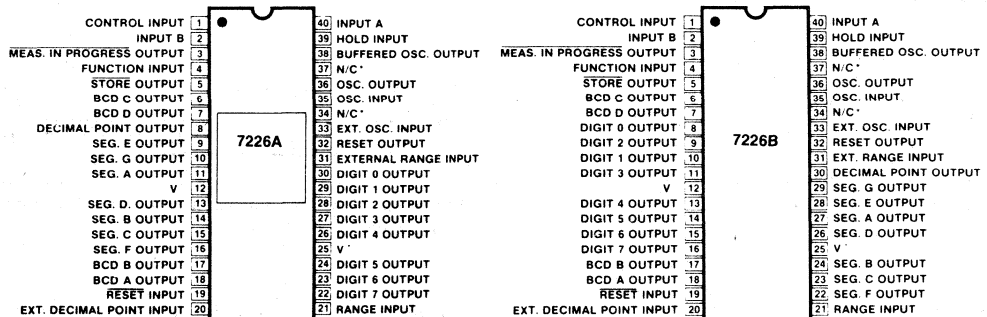 CONTROL INPUT 1
INPUT B 2
MEAS. IN PROGRESS OUTPUT 3
FUNCTION INPUT 4
STORE OUTPUT 5
BCD C OUTPUT 6
BCD D OUTPUT 7
DECIMAL POINT OUTPUT 8
SEG. E OUTPUT 9
SEG. G OUTPUT 10
SEG. A OUTPUT 11
V 12
SEG. D. OUTPUT 13
SEG. B OUTPUT 14
SEG. C OUTPUT 15
SEG. F OUTPUT 16
BCD B OUTPUT 17
BCD A OUTPUT 18
RESET INPUT 19
EXT. DECIMAL POINT INPUT 20
7226A
40 INPUT A
39 HOLD INPUT
38 BUFFERED OSC. OUTPUT
37 N/C*
36 OSC. OUTPUT
35 OSC. INPUT
34 N/C*
33 EXT. OSC. INPUT
32 RESET OUTPUT
31 EXTERNAL RANGE INPUT
30 DIGIT 0 OUTPUT
29 DIGIT 1 OUTPUT
28 DIGIT 2 OUTPUT
27 DIGIT 3 OUTPUT
26 DIGIT 4 OUTPUT
25 V
24 DIGIT 5 OUTPUT
23 DIGIT 6 OUTPUT
22 DIGIT 7 OUTPUT
21 RANGE INPUT
CONTROL INPUT 1
INPUT B 2
MEAS. IN PROGRESS OUTPUT 3
FUNCTION INPUT 4
STORE OUTPUT 5
BCD C OUTPUT 6
BCD D OUTPUT 7
DIGIT 0 OUTPUT 8
DIGIT 2 OUTPUT 9
DIGIT 1 OUTPUT 10
DIGIT 3 OUTPUT 11
V 12
DIGIT 4 OUTPUT 13
DIGIT 5 OUTPUT 14
DIGIT 6 OUTPUT 15
DIGIT 7 OUTPUT 16
BCD B OUTPUT 17
BCD A OUTPUT 18
RESET INPUT 19
EXT. DECIMAL POINT INPUT 20
7226B
40 INPUT A
39 HOLD INPUT
38 BUFFERED OSC. OUTPUT
37 N/C*
36 OSC. OUTPUT
35 OSC. INPUT
34 N/C*
33 EXT. OSC. INPUT
32 RESET OUTPUT
31 EXT. RANGE INPUT
30 DECIMAL POINT OUTPUT
29 SEG. G OUTPUT
28 SEG. E OUTPUT
27 SEG. A OUTPUT
26 SEG. D OUTPUT
25 V
24 SEG. B OUTPUT
23 SEG. C OUTPUT
22 SEG. F OUTPUT
21 RANGE INPUT